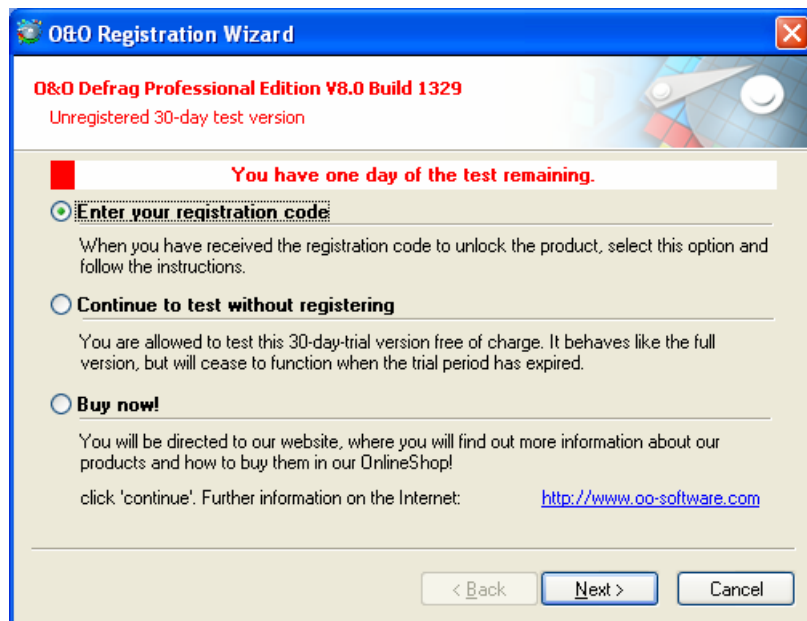 O&O Registration Wizard
O&O Defrag Professional Edition V8.0 Build 1329
Unregistered 30-day test version
You have one day of the test remaining.
Enter your registration code
When you have received the registration code to unlock the product, select this option and
follow the instructions.
Continue to test without registering
You are allowed to test this 30-day-trial version free of charge. It behaves like the full
version, but will cease to function when the trial period has expired.
Buy now!
You will be directed to our website, where you will find out more information about our
products and how to buy them in our OnlineShop!
click 'continue'. Further information on the Internet: http://www.oo-software.com
< Back Next > Cancel